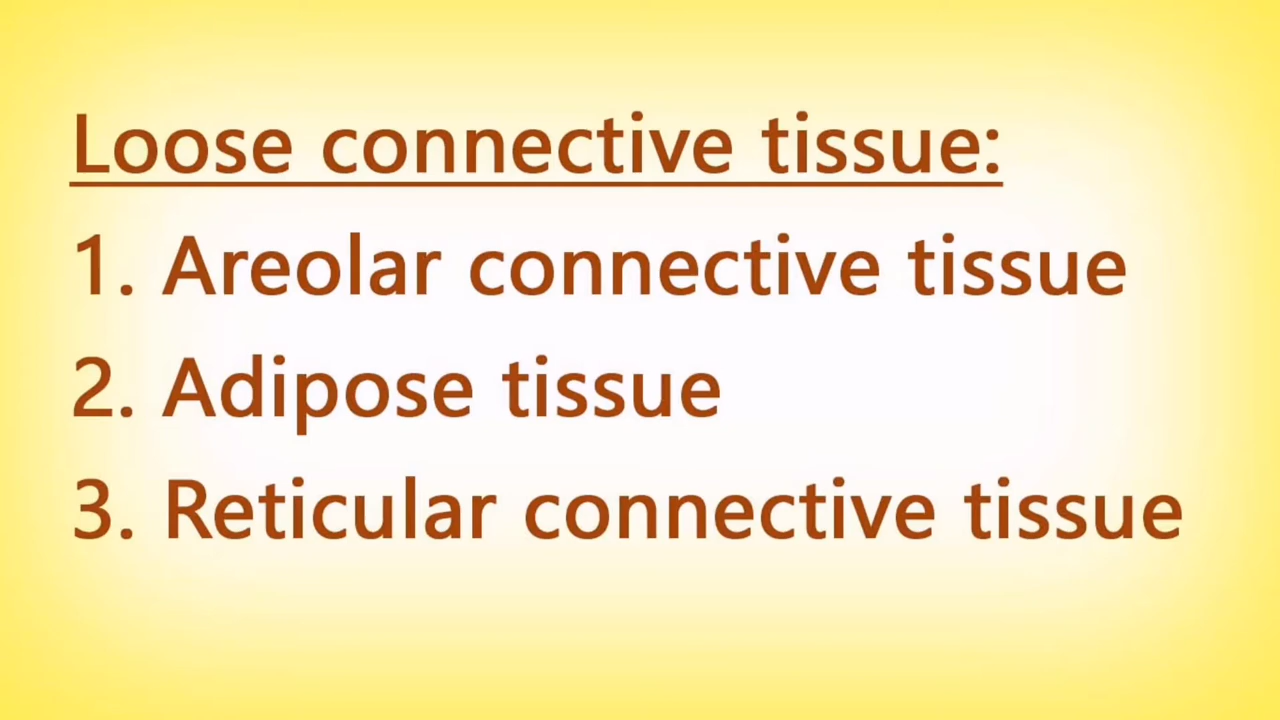 Loose connective tissue:
1. Areolar connective tissue
2. Adipose tissue
3. Reticular connective tissue